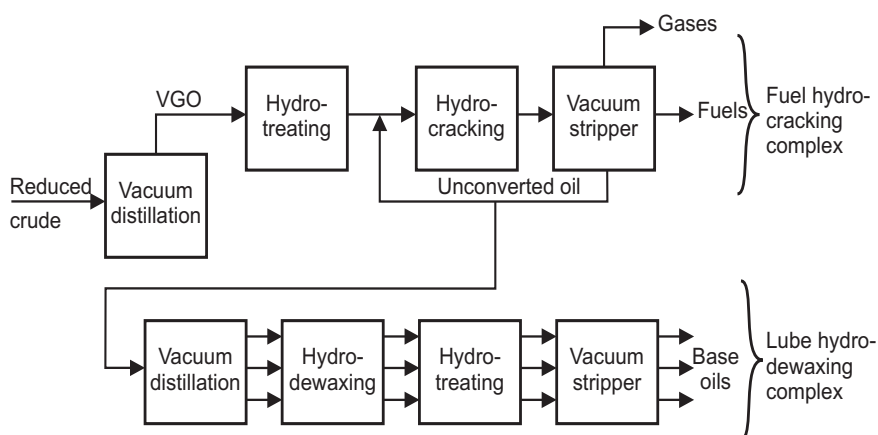 Gases
VGO
Hydro-
treating
Hydro-
cracking
Vacuum
stripper
Fuels
Fuel hydro-
cracking
complex
Reduced
crude
Vacuum
distillation
Unconverted oil
Vacuum
distillation
Hydro-
dewaxing
Hydro-
treating
Vacuum
stripper
Base
oils
Lube hydro-
dewaxing
complex